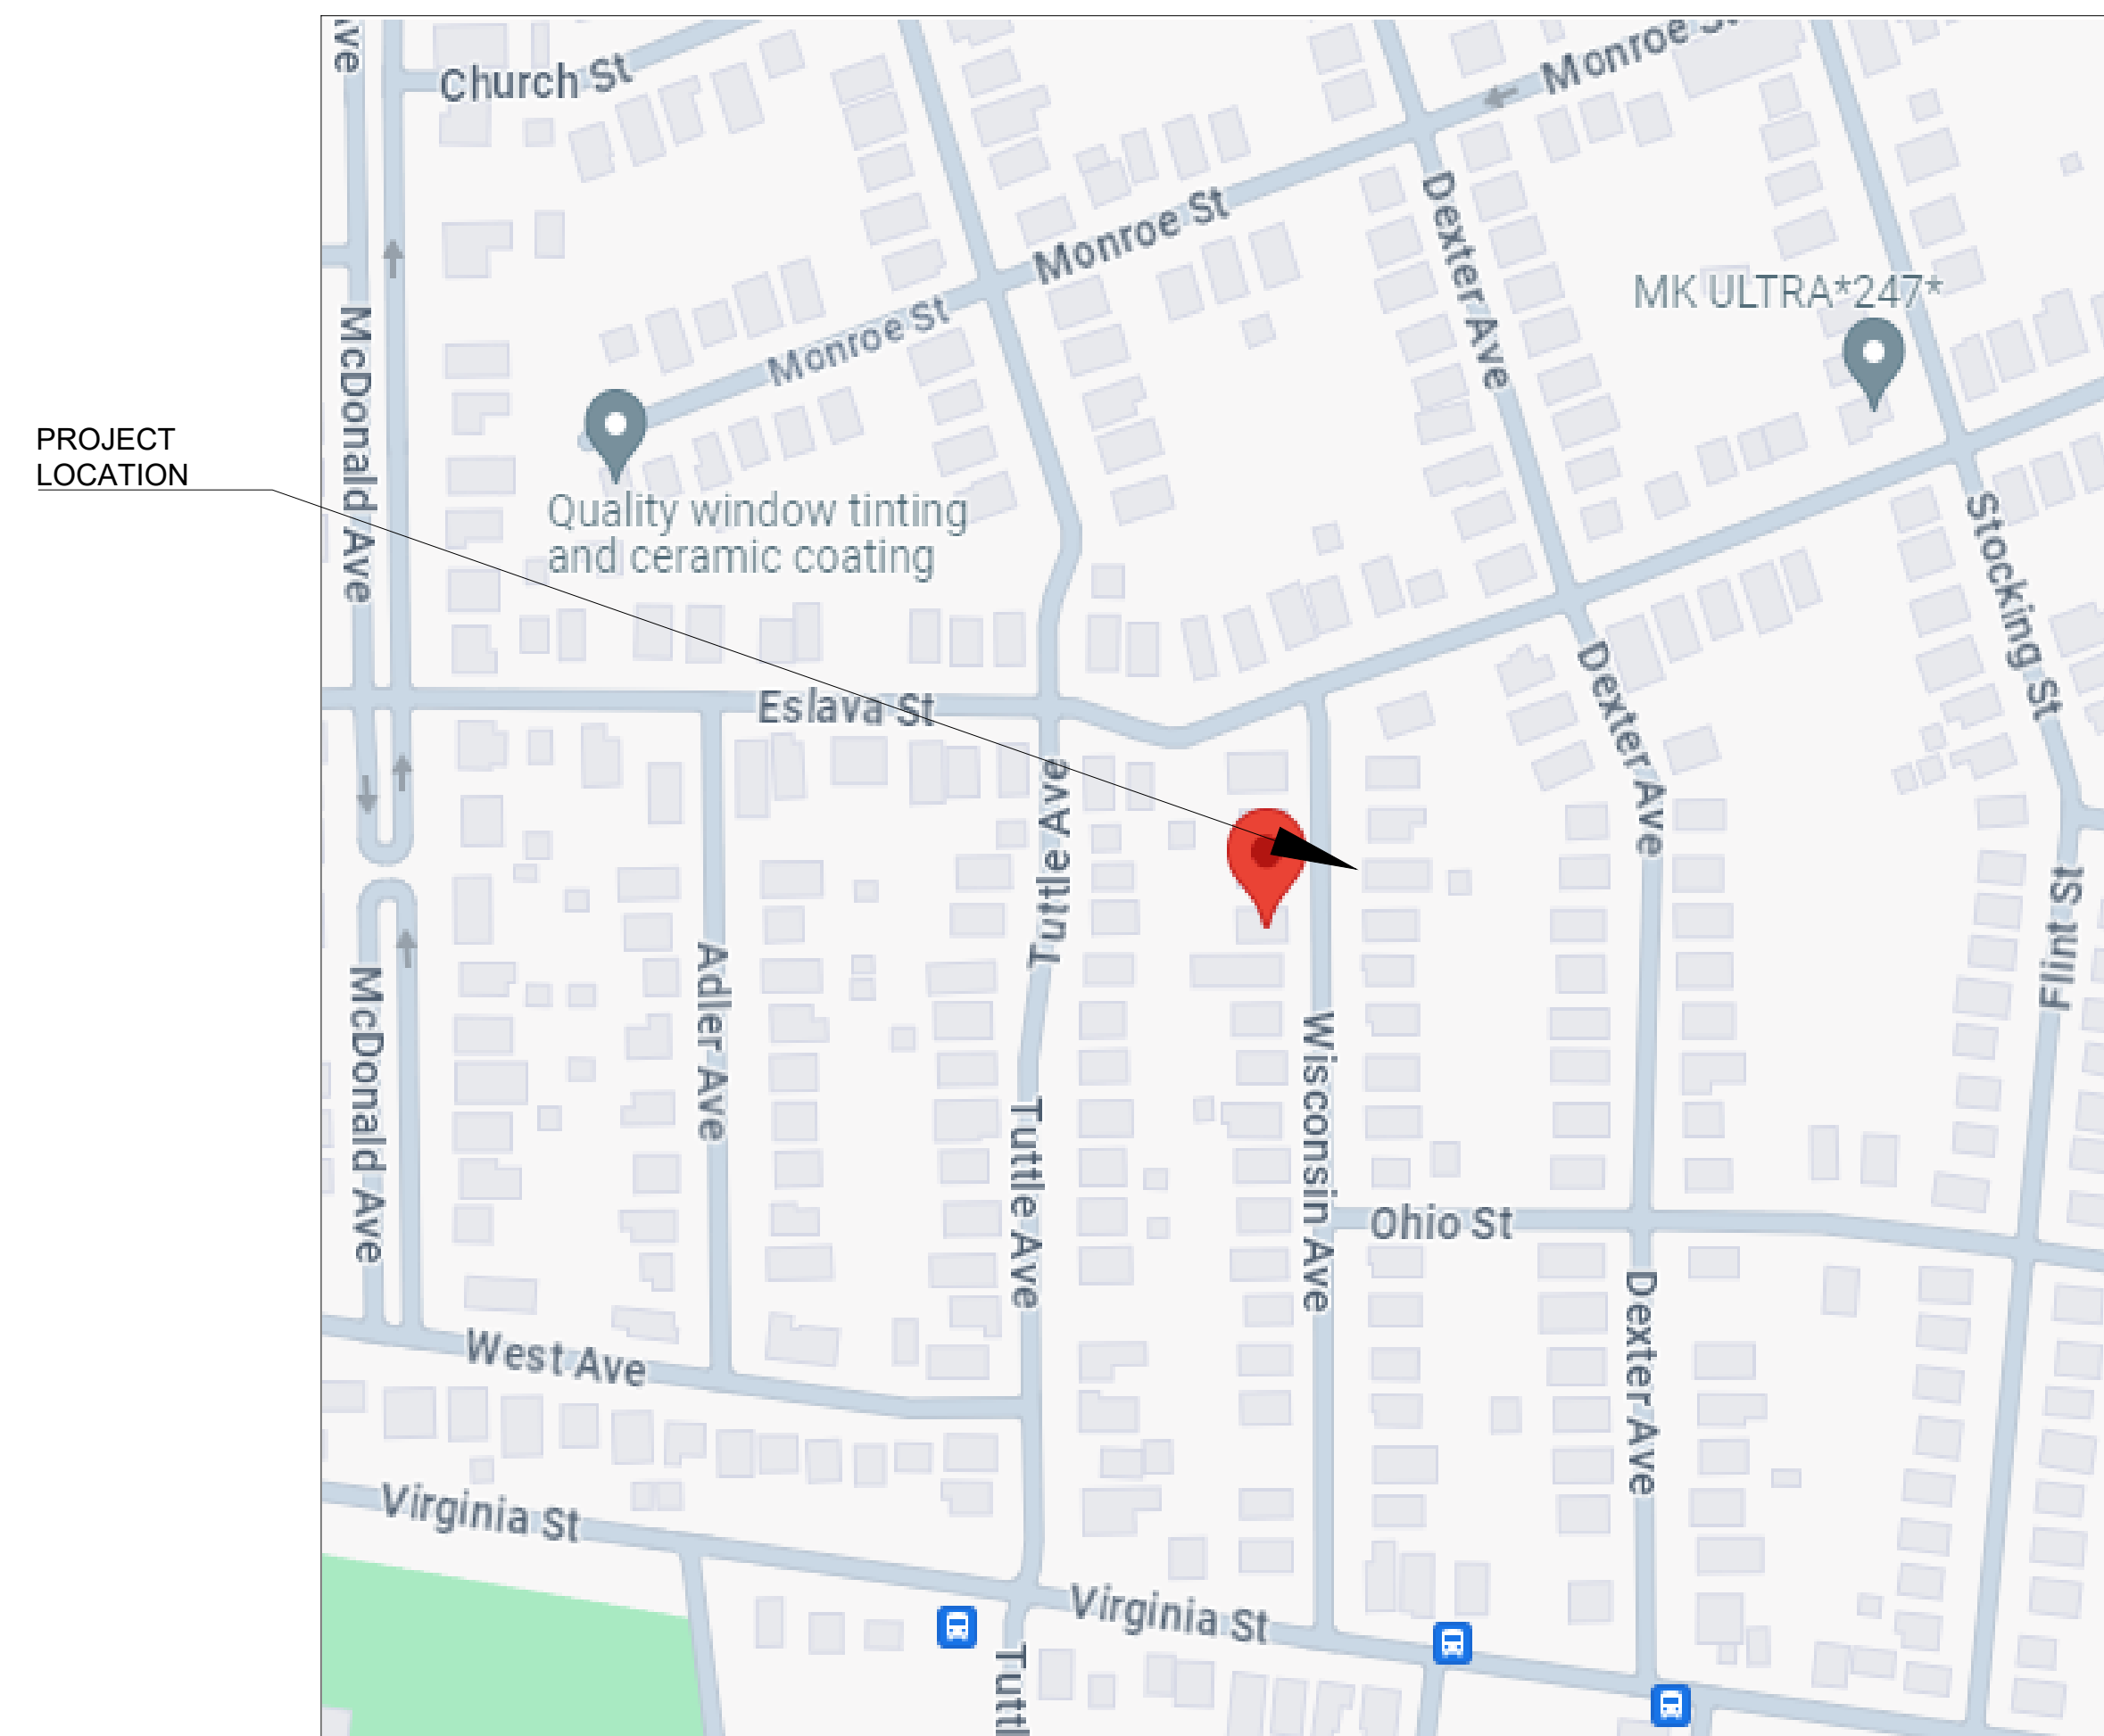 Ave
Church St
Monroe St
Monroe St
Monroe St
Dexter Ave
MK ULTRA*247*
McDonald Ave
PROJECT
LOCATION
Quality window tinting
and ceramic coating
Stocking St
Eslava St
Dexter Ave
Tuttle Ave
Flint St
Adler Ave
McDonald Ave
Wisconsin Ave
Tuttle Ave
Ohio St
Dexter Ave
West Ave
Virginia St
Virginia St
Tuttl